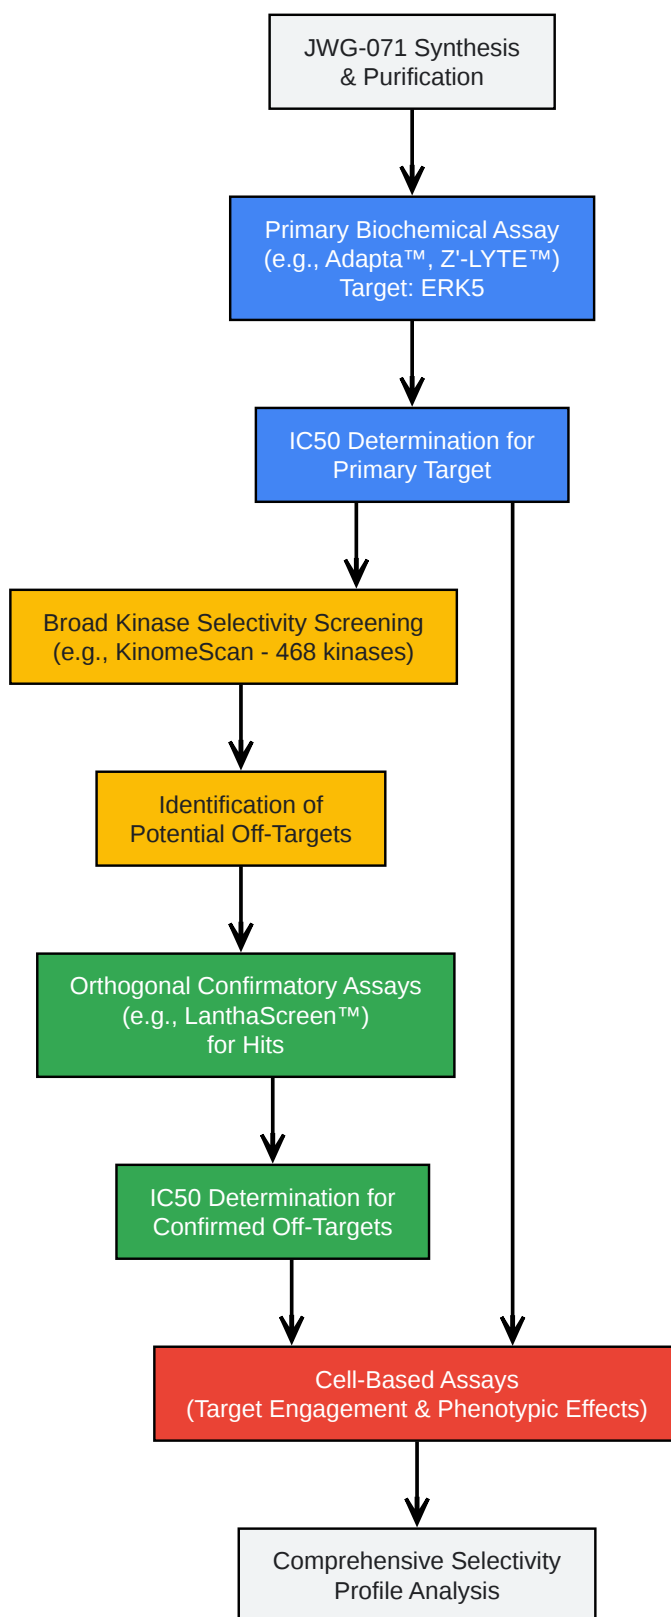 JWG-071 Synthesis
& Purification
Primary Biochemical Assay
(e.g., Adapta™, Z'-LYTE™)
Target: ERK5
IC50 Determination for
Primary Target
Broad Kinase Selectivity Screening
(e.g., KinomeScan - 468 kinases)
Identification of
Potential Off-Targets
Orthogonal Confirmatory Assays
(e.g., LanthaScreen™)
for Hits
IC50 Determination for
Confirmed Off-Targets
Cell-Based Assays
(Target Engagement & Phenotypic Effects)
Comprehensive Selectivity
Profile Analysis